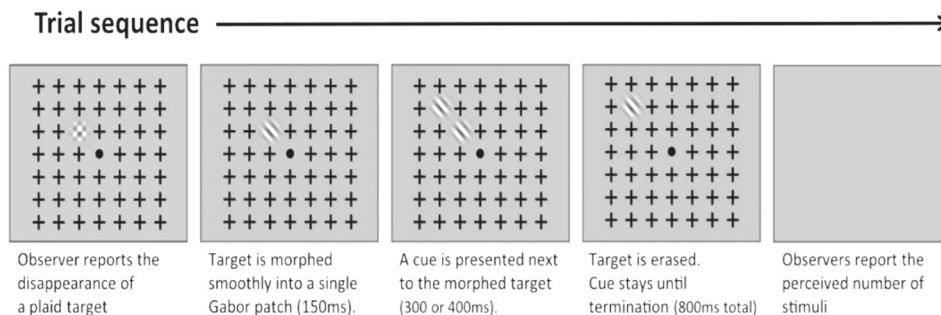 Trial sequence
Observer reports the
disappearance of
a plaid target
Target is morphed
smoothly into a single
Gabor patch (150ms).
A cue is presented next
to the morphed target
(300 or 400ms).
Target is erased.
Cue stays until
termination (800ms total)
Observers report the
perceived number of
stimuli